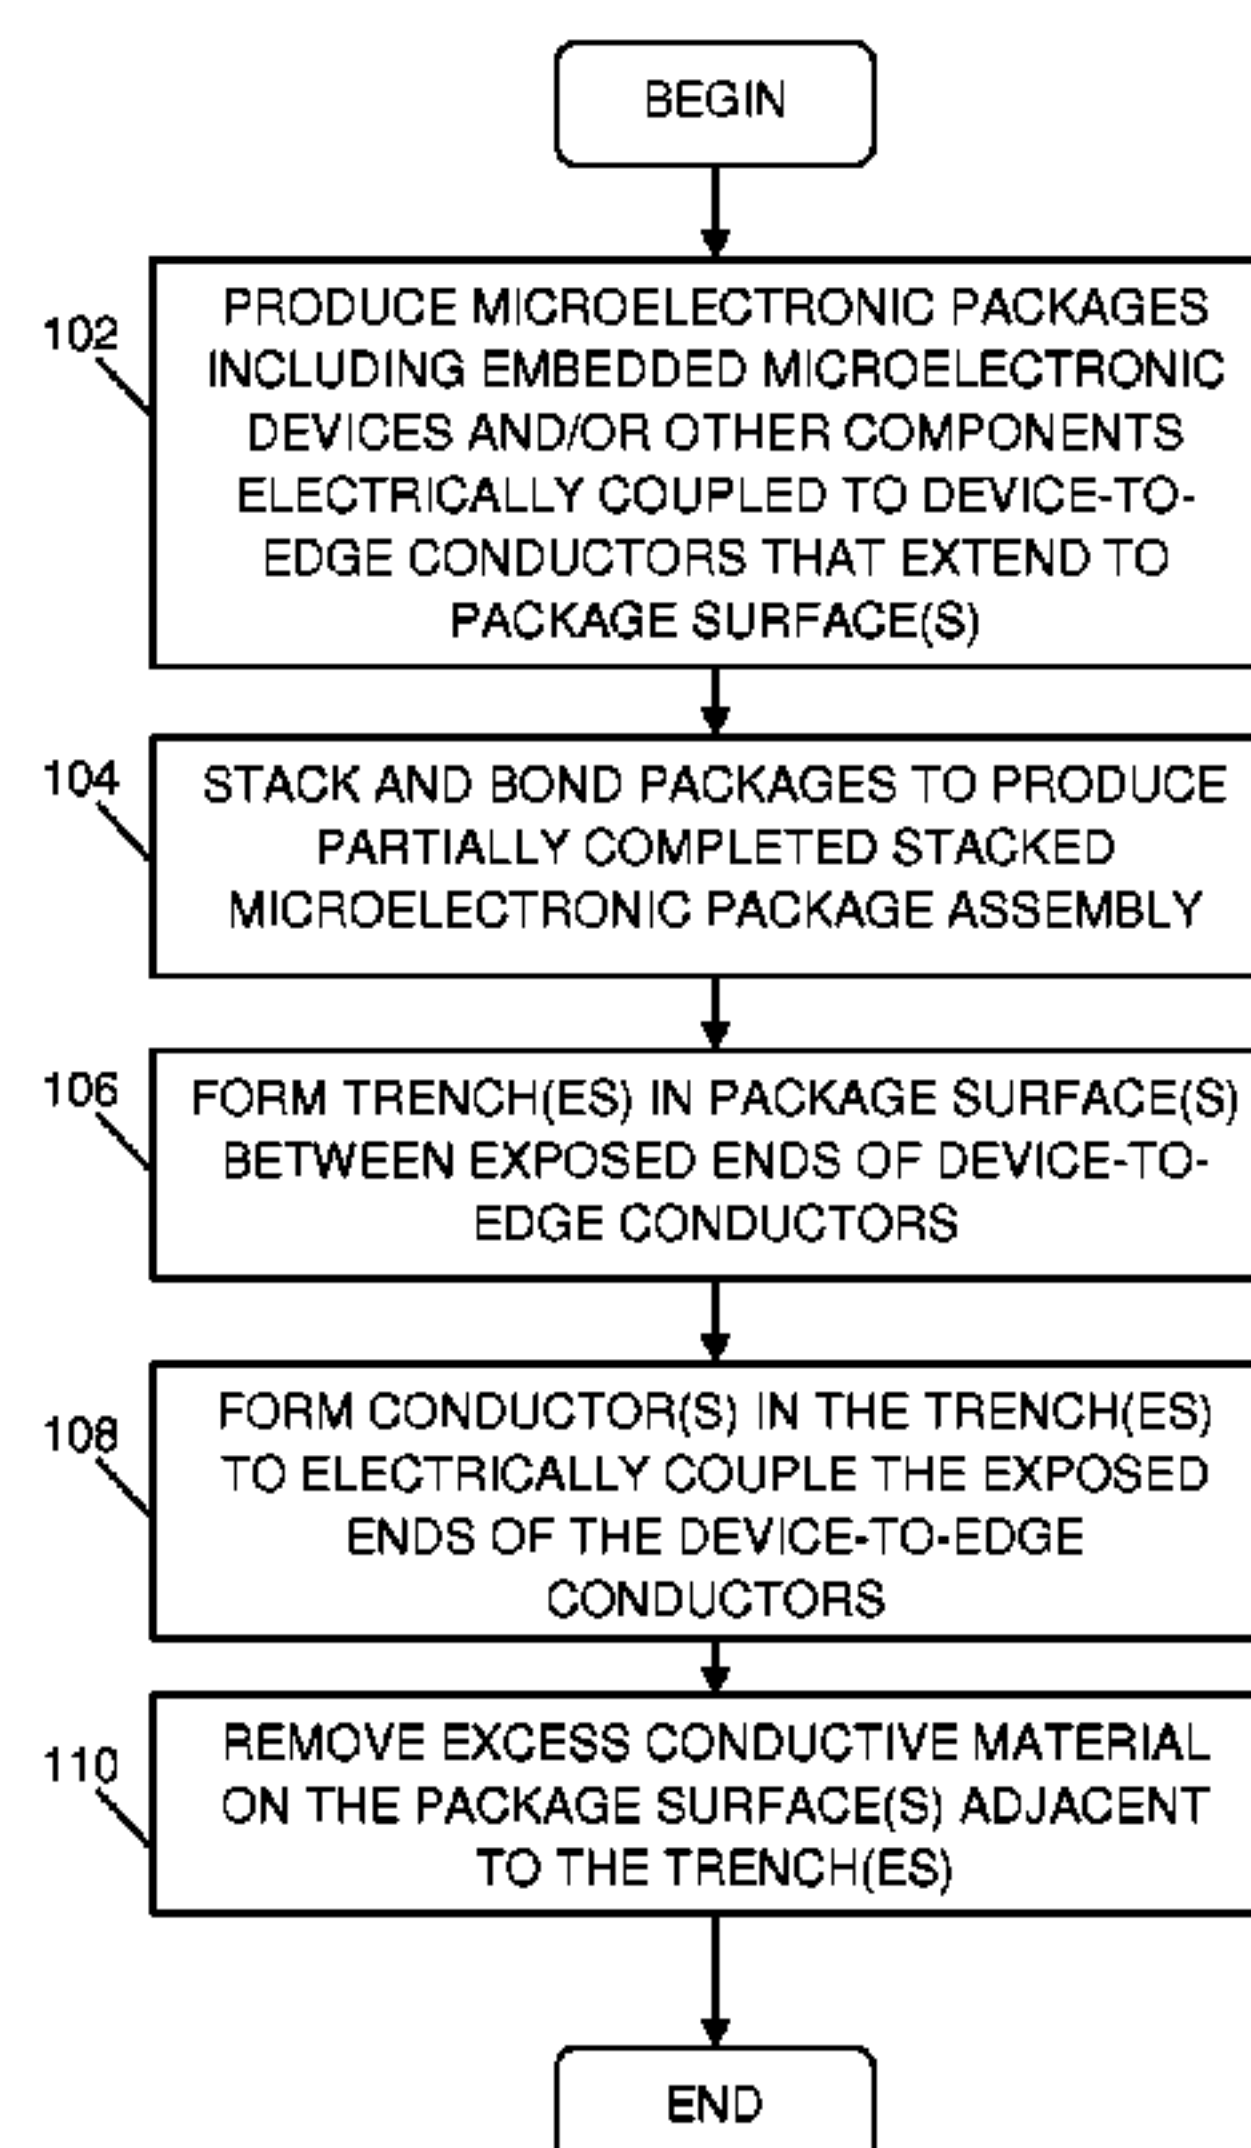 BEGIN
102
PRODUCE MICROELECTRONIC PACKAGES
INCLUDING EMBEDDED MICROELECTRONIC
DEVICES AND/OR OTHER COMPONENTS
ELECTRICALLY COUPLED TO DEVICE-TO-
EDGE CONDUCTORS THAT EXTEND TO
PACKAGE SURFACE(S)
104
STACK AND BOND PACKAGES TO PRODUCE
PARTIALLY COMPLETED STACKED
MICROELECTRONIC PACKAGE ASSEMBLY
106
FORM TRENCH(ES) IN PACKAGE SURFACE(S)
BETWEEN EXPOSED ENDS OF DEVICE-TO-
EDGE CONDUCTORS
108
FORM CONDUCTOR(S) IN THE TRENCH(ES)
TO ELECTRICALLY COUPLE THE EXPOSED
ENDS OF THE DEVICE-TO-EDGE
CONDUCTORS
110
REMOVE EXCESS CONDUCTIVE MATERIAL
ON THE PACKAGE SURFACE(S) ADJACENT
TO THE TRENCH(ES)
END